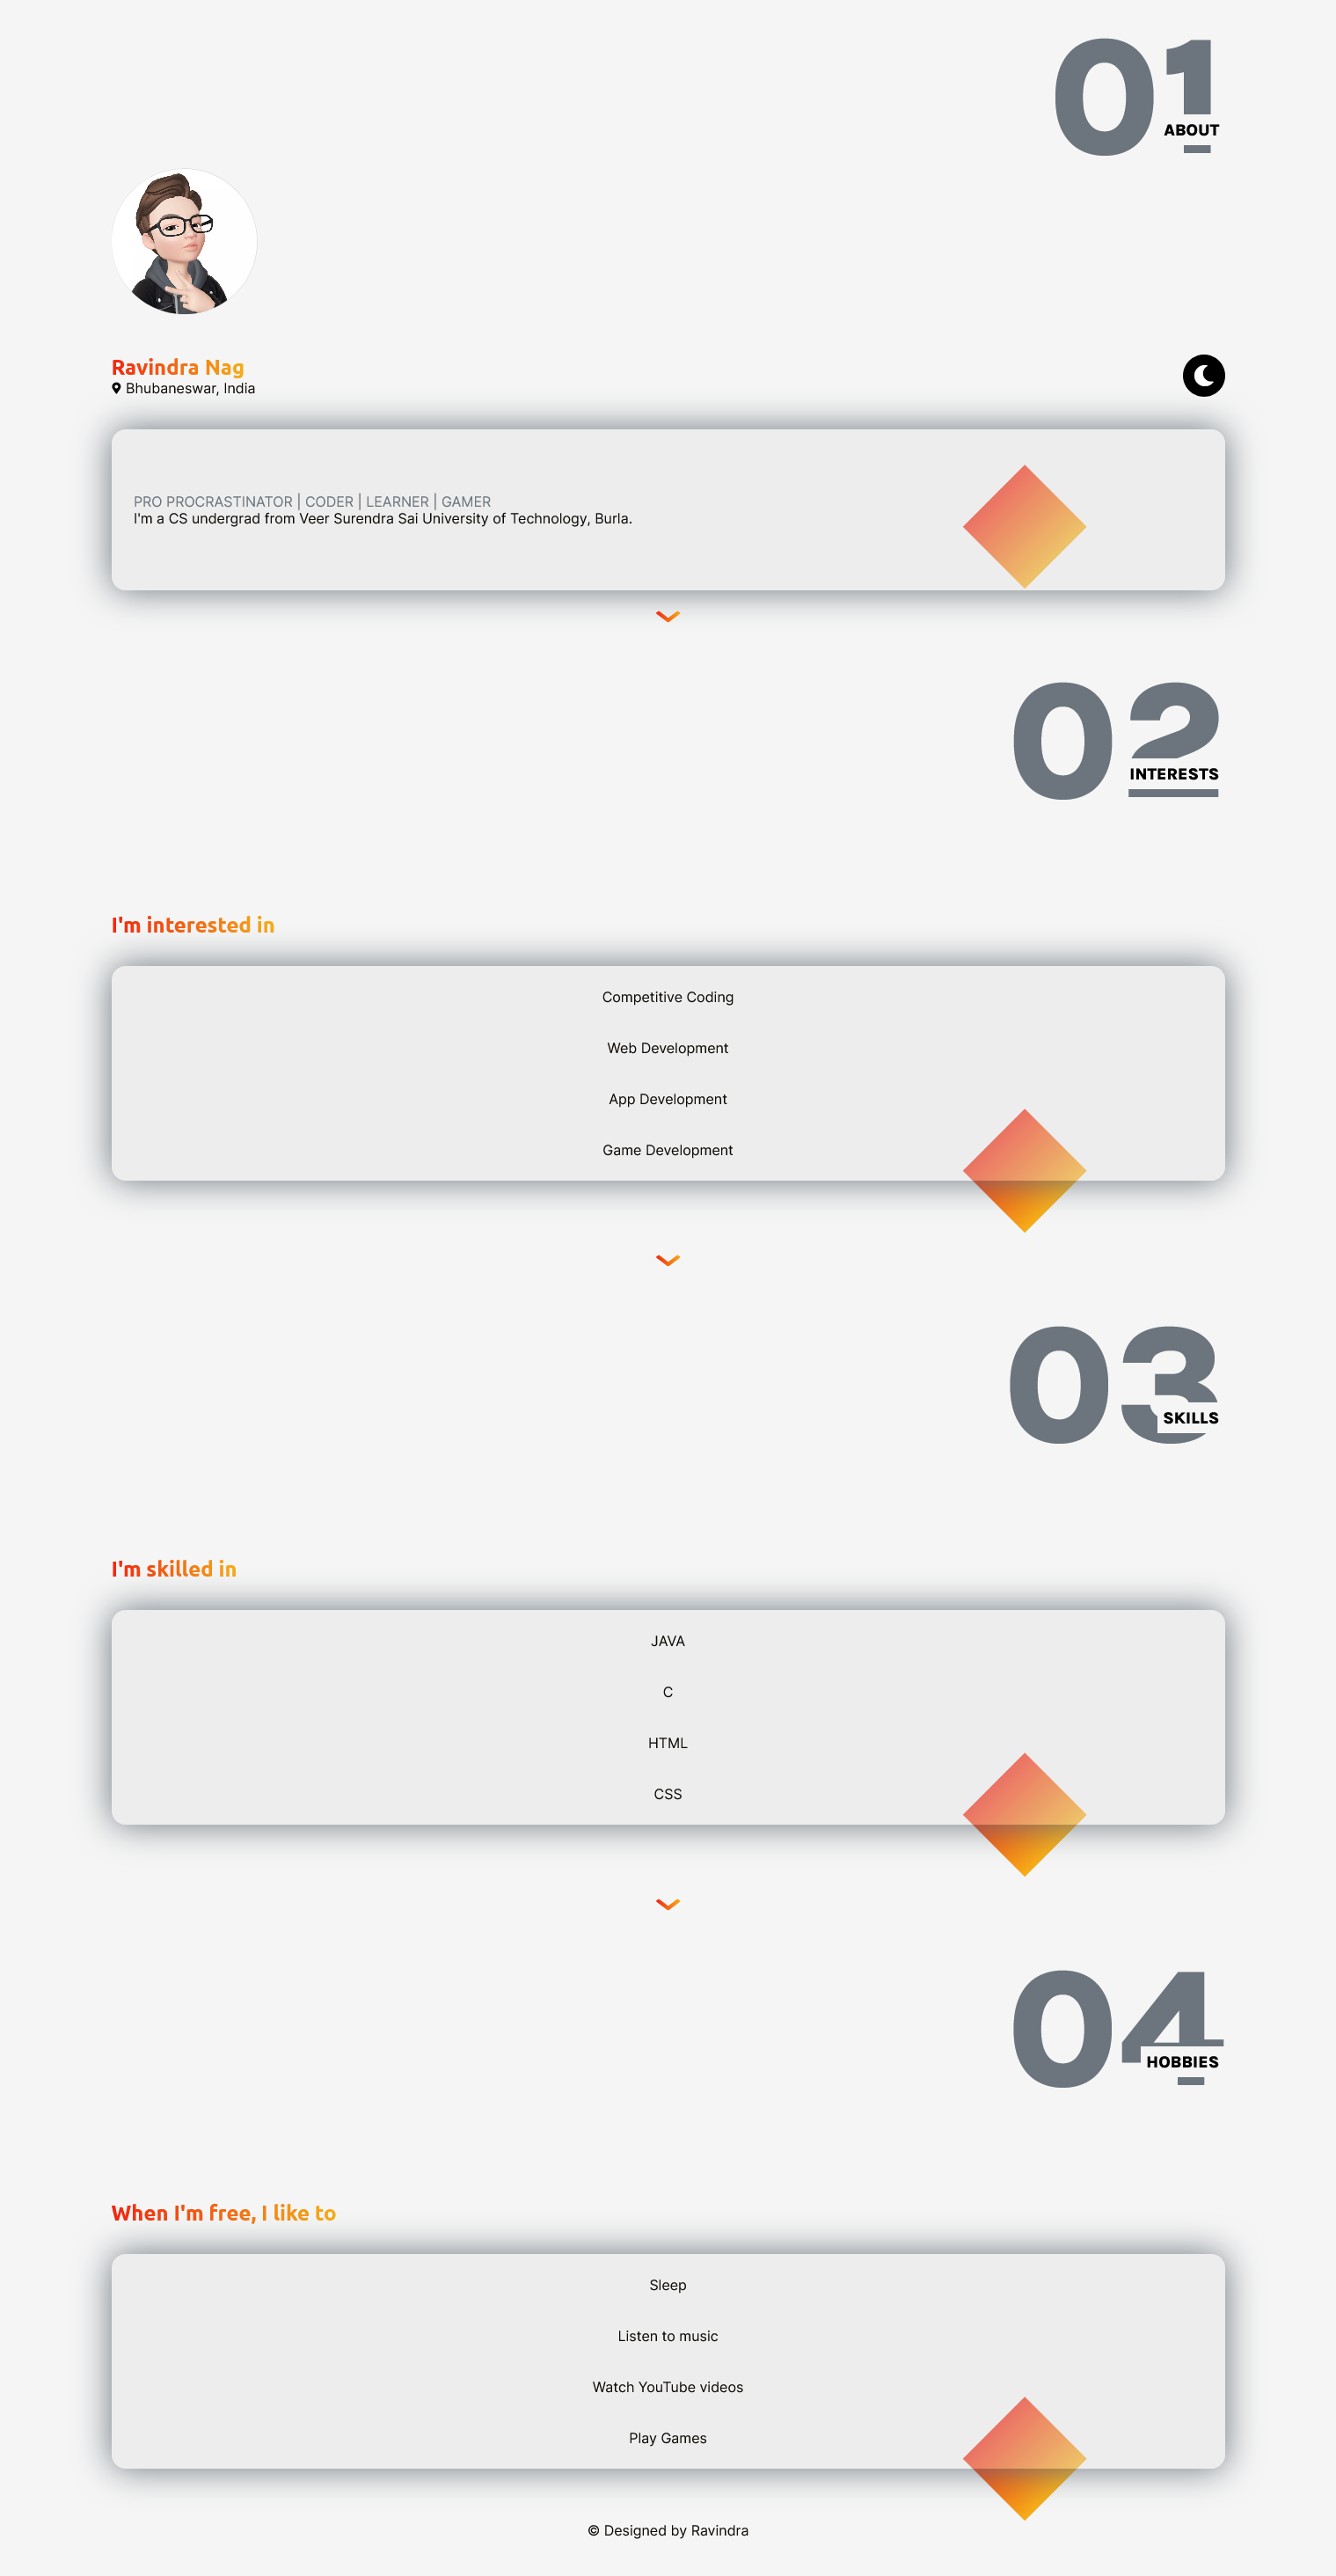 01
ABOUT
Ravindra Nag
Bhubaneswar, India
PRO PROCRASTINATOR | CODER | LEARNER | GAMER
I'm a CS undergrad from Veer Surendra Sai University of Technology, Burla.
02
INTERESTS
I'm interested in
Competitive Coding
Web Development
App Development
Game Development
03
SKILLS
I'm skilled in
JAVA
C
HTML
CSS
04
HOBBIES
When I'm free, I like to
Sleep
Listen to music
Watch YouTube videos
Play Games
© Designed by Ravindra